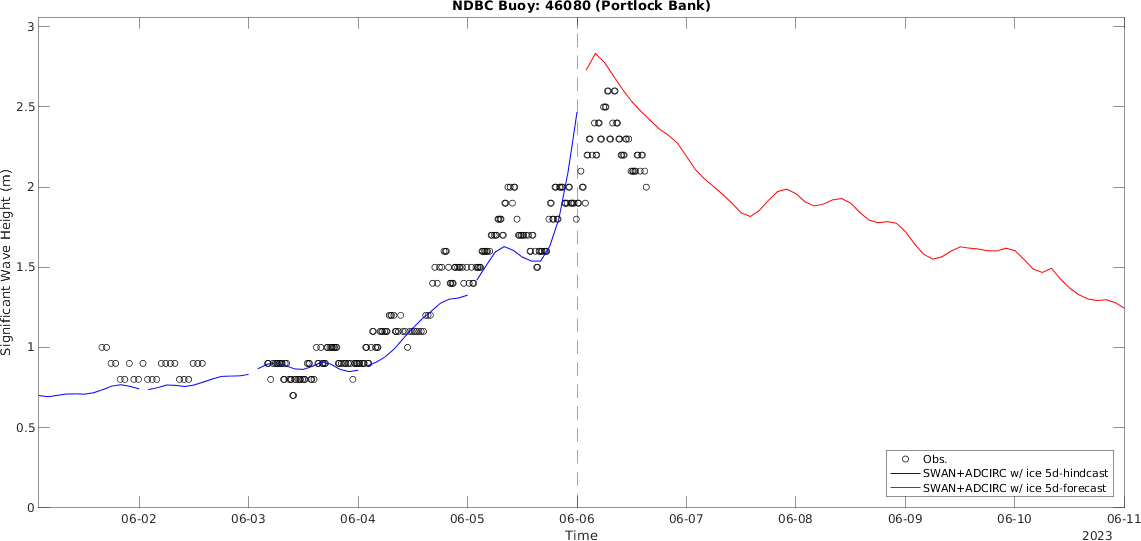 NDBC Buoy: 46080 (Portlock Bank)
3
2.5
2
1.5
1
0.5
0
Significant Wave Height (m)
Obs.
SWAN+ADCIRC w/ ice 5d-hindcast
SWAN+ADCIRC w/ ice 5d-forecast
06-02 06-03 06-04 06-05 06-06 06-07 06-08 06-09 06-10 06-11
Time
2023